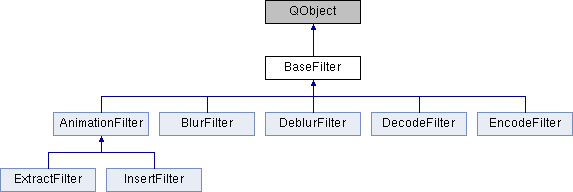 QObject
BaseFilter
AnimationFilter BlurFilter DeblurFilter DecodeFilter EncodeFilter
ExtractFilter InsertFilter